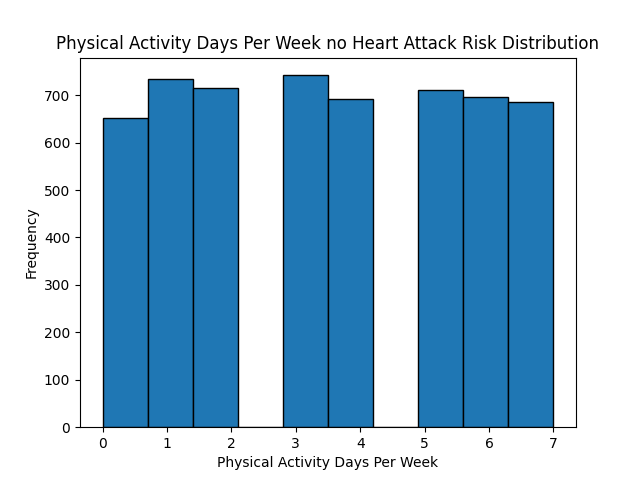 Physical Activity Days Per Week no Heart Attack Risk Distribution
700
600
500
400
300
200
100
0
Frequency
0 1 2 3 4 5 6 7
Physical Activity Days Per Week